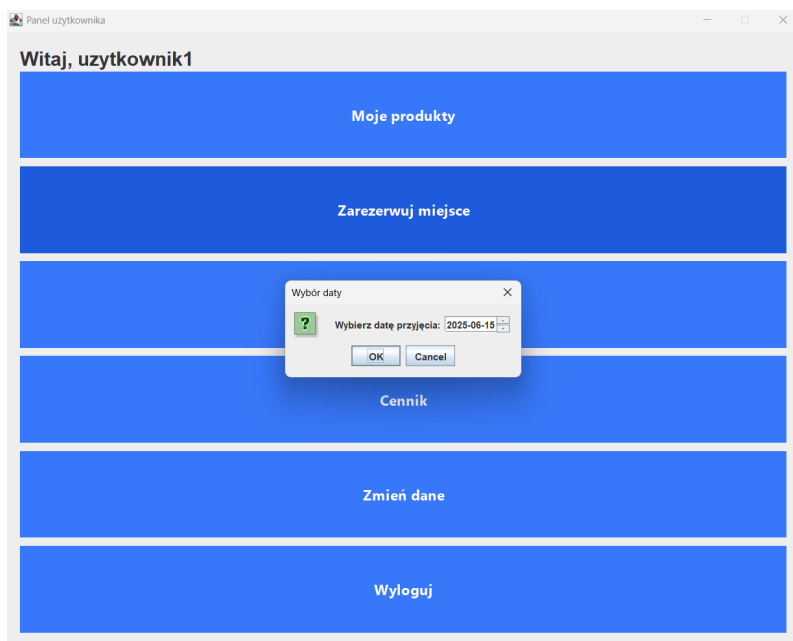 Panel użytkownika
Witaj, uzytkownik1
Moje produkty
Zarezerwuj miejsce
Wybór daty
?
Wybierz datę przyjęcia: 2025-06-15
OK Cancel
Cennik
Zmień dane
Wyloguj